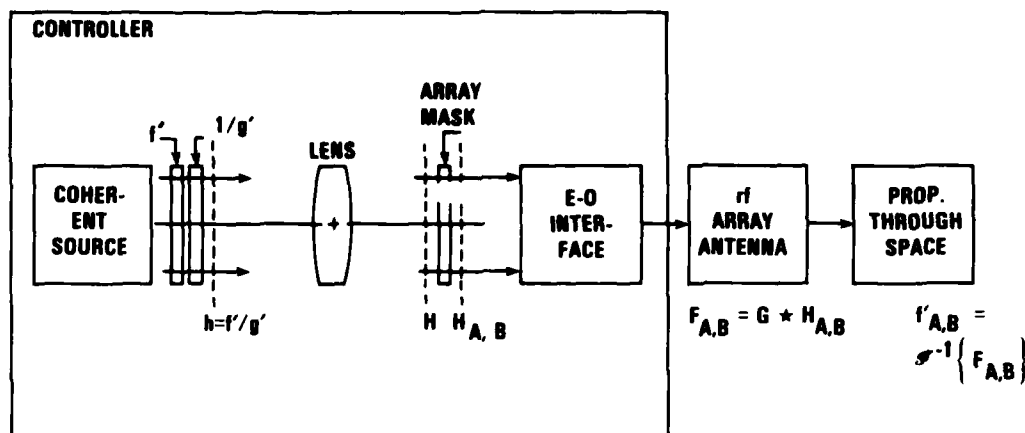 CONTROLLER
f'
1/g'
LENS
ARRAY
MASK
COHER-
ENT
SOURCE
h=f'/g'
H
H A, B
E-O
INTER-
FACE
rf
ARRAY
ANTENNA
PROP.
THROUGH
SPACE
F A,B = G ★ H A,B
f' A,B =
𝓕 -1 { F A,B }